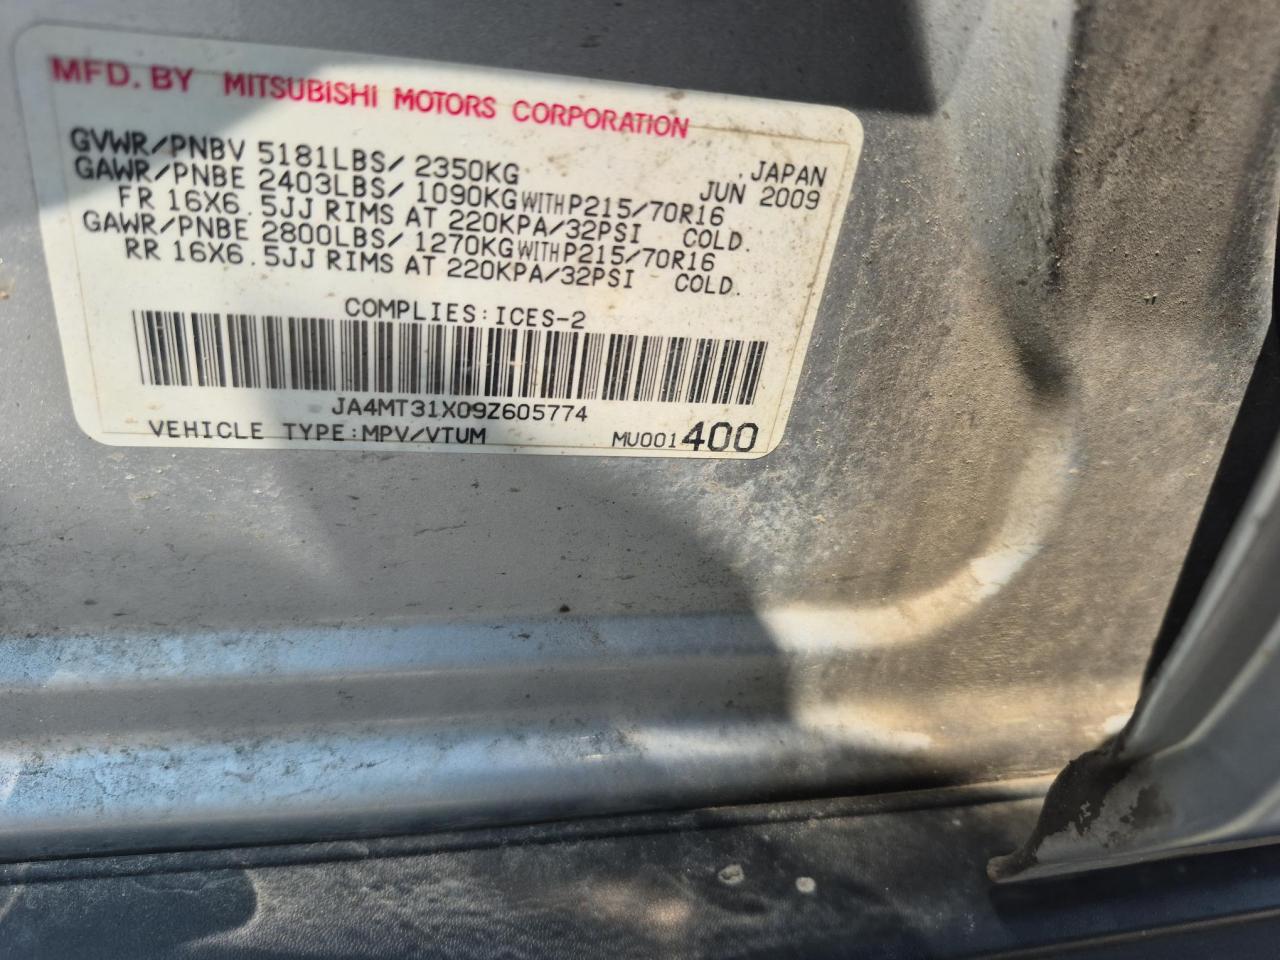 MFD. BY MITSUBISHI MOTORS CORPORATION
JAPAN
GVWR/PNBV 5181LBS/ 2350KG JUN 2009
GAWR/PNBE 2403LBS/ 1090KG WITH P215/70R16
FR 16X6.5JJ RIMS AT 220KPA/32PSI COLD.
GAWR/PNBE 2800LBS/ 1270KG WITH P215/70R16
RR 16X6.5JJ RIMS AT 220KPA/32PSI COLD.
COMPLIES:ICES-2
JA4MT31X09Z605774
VEHICLE TYPE:MPV/VTUM MU001400